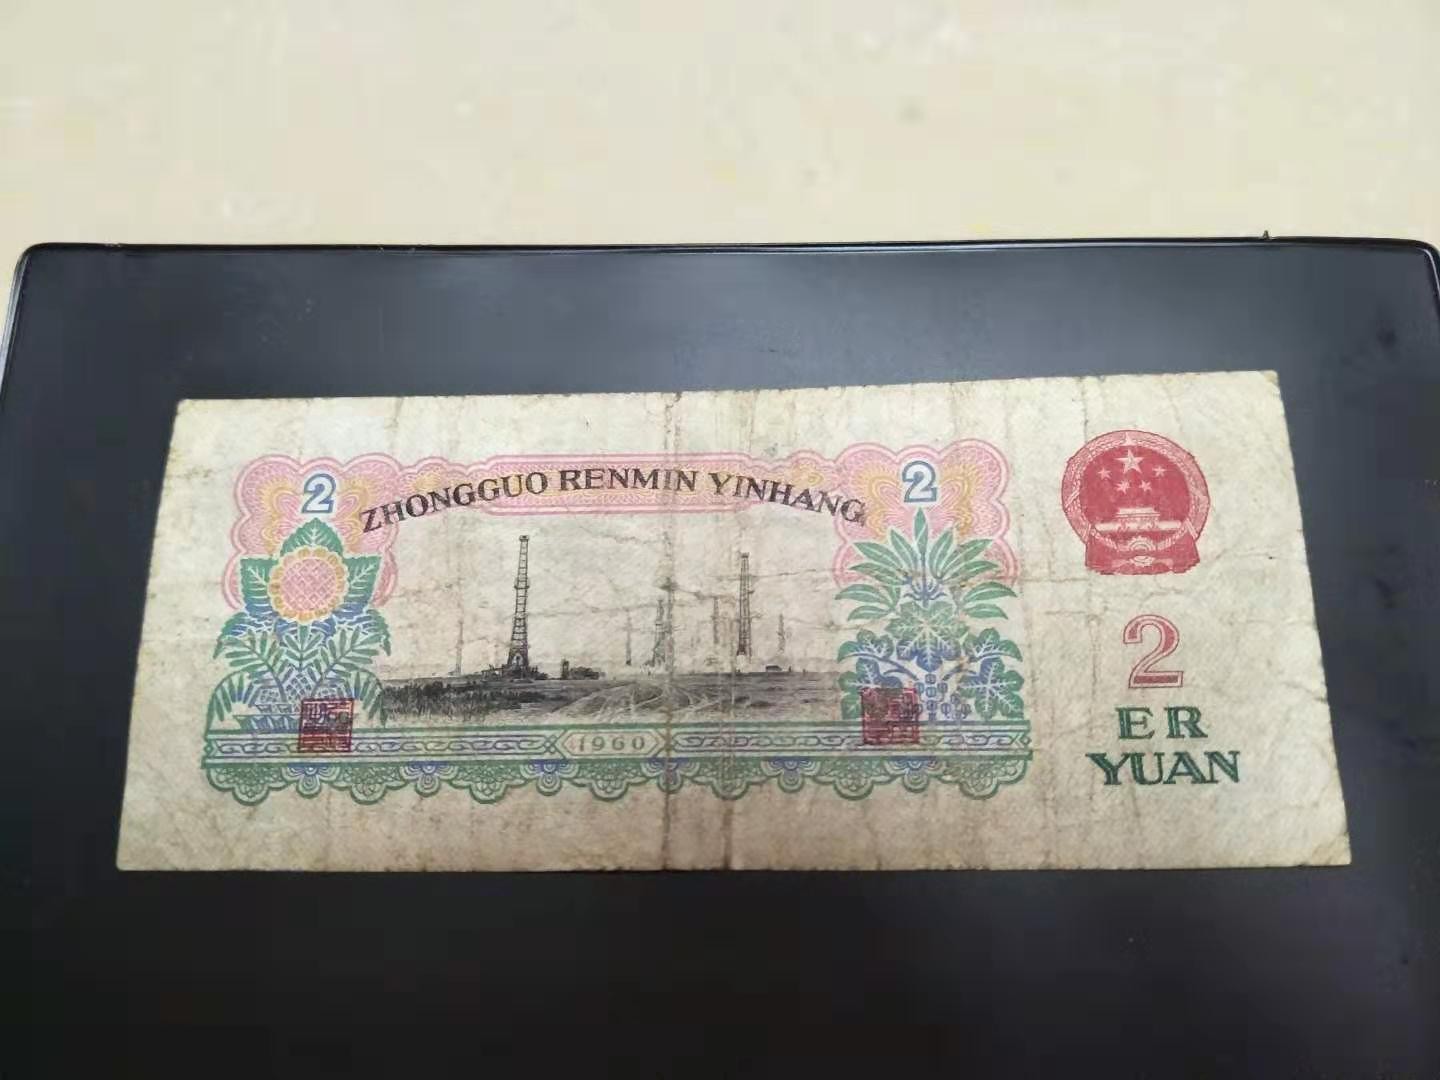 2
ZHONGGUO RENMIN YINHANG
2
1960
2
ER
YUAN